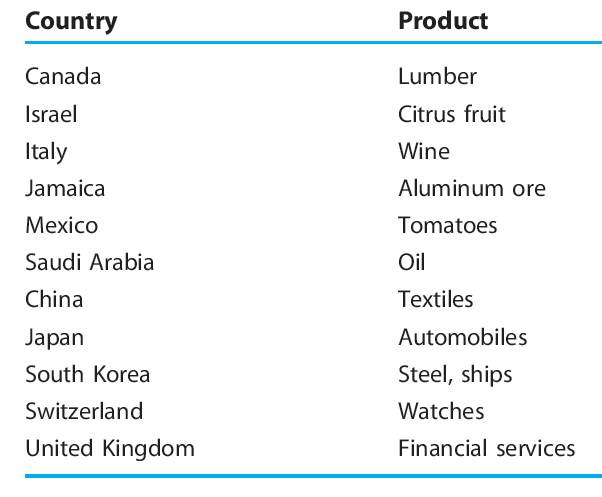 Country Product
Canada Lumber
Israel Citrus fruit
Italy Wine
Jamaica Aluminum ore
Mexico Tomatoes
Saudi Arabia Oil
China Textiles
Japan Automobiles
South Korea Steel, ships
Switzerland Watches
United Kingdom Financial services